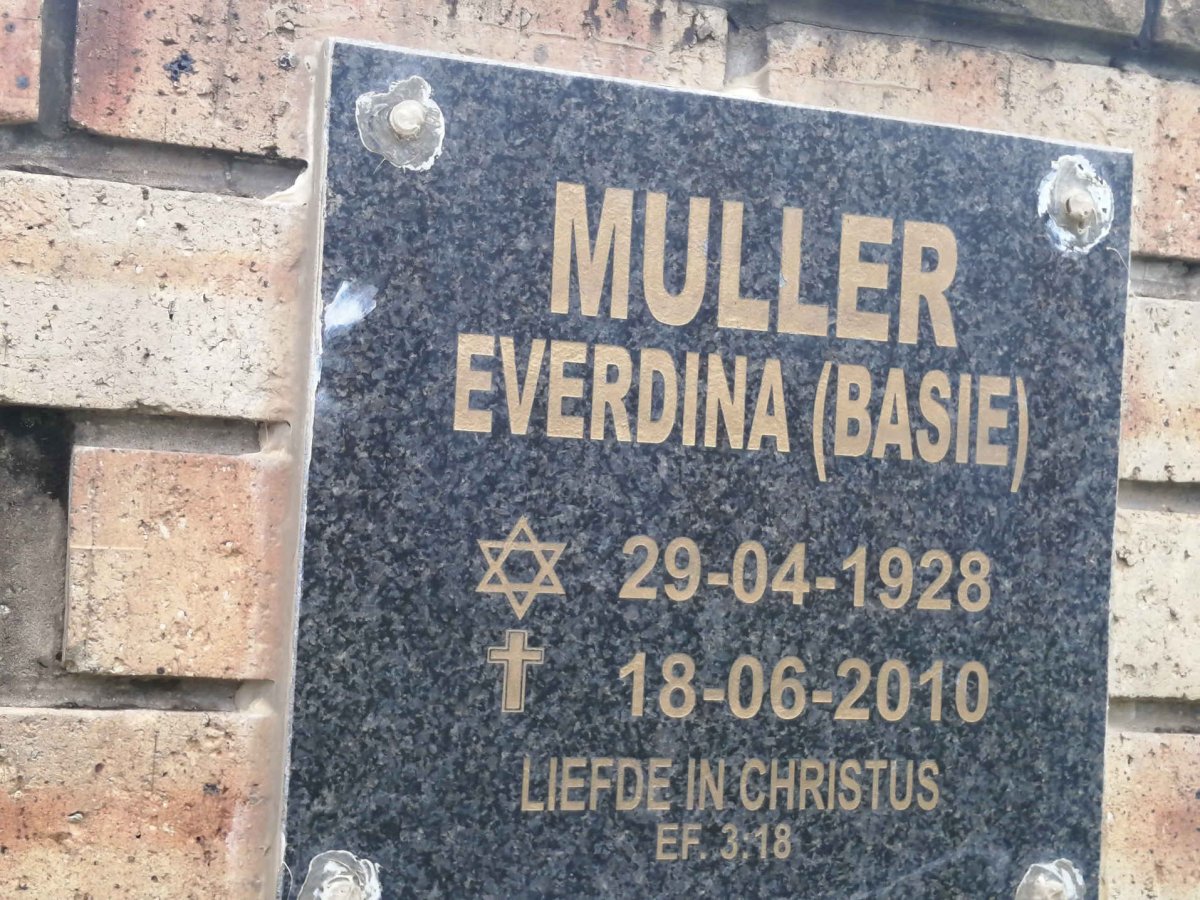 MULLER
EVERDINA (BASIE)
29-04-1928
18-06-2010
LIEFDE IN CHRISTUS
EF. 3:18